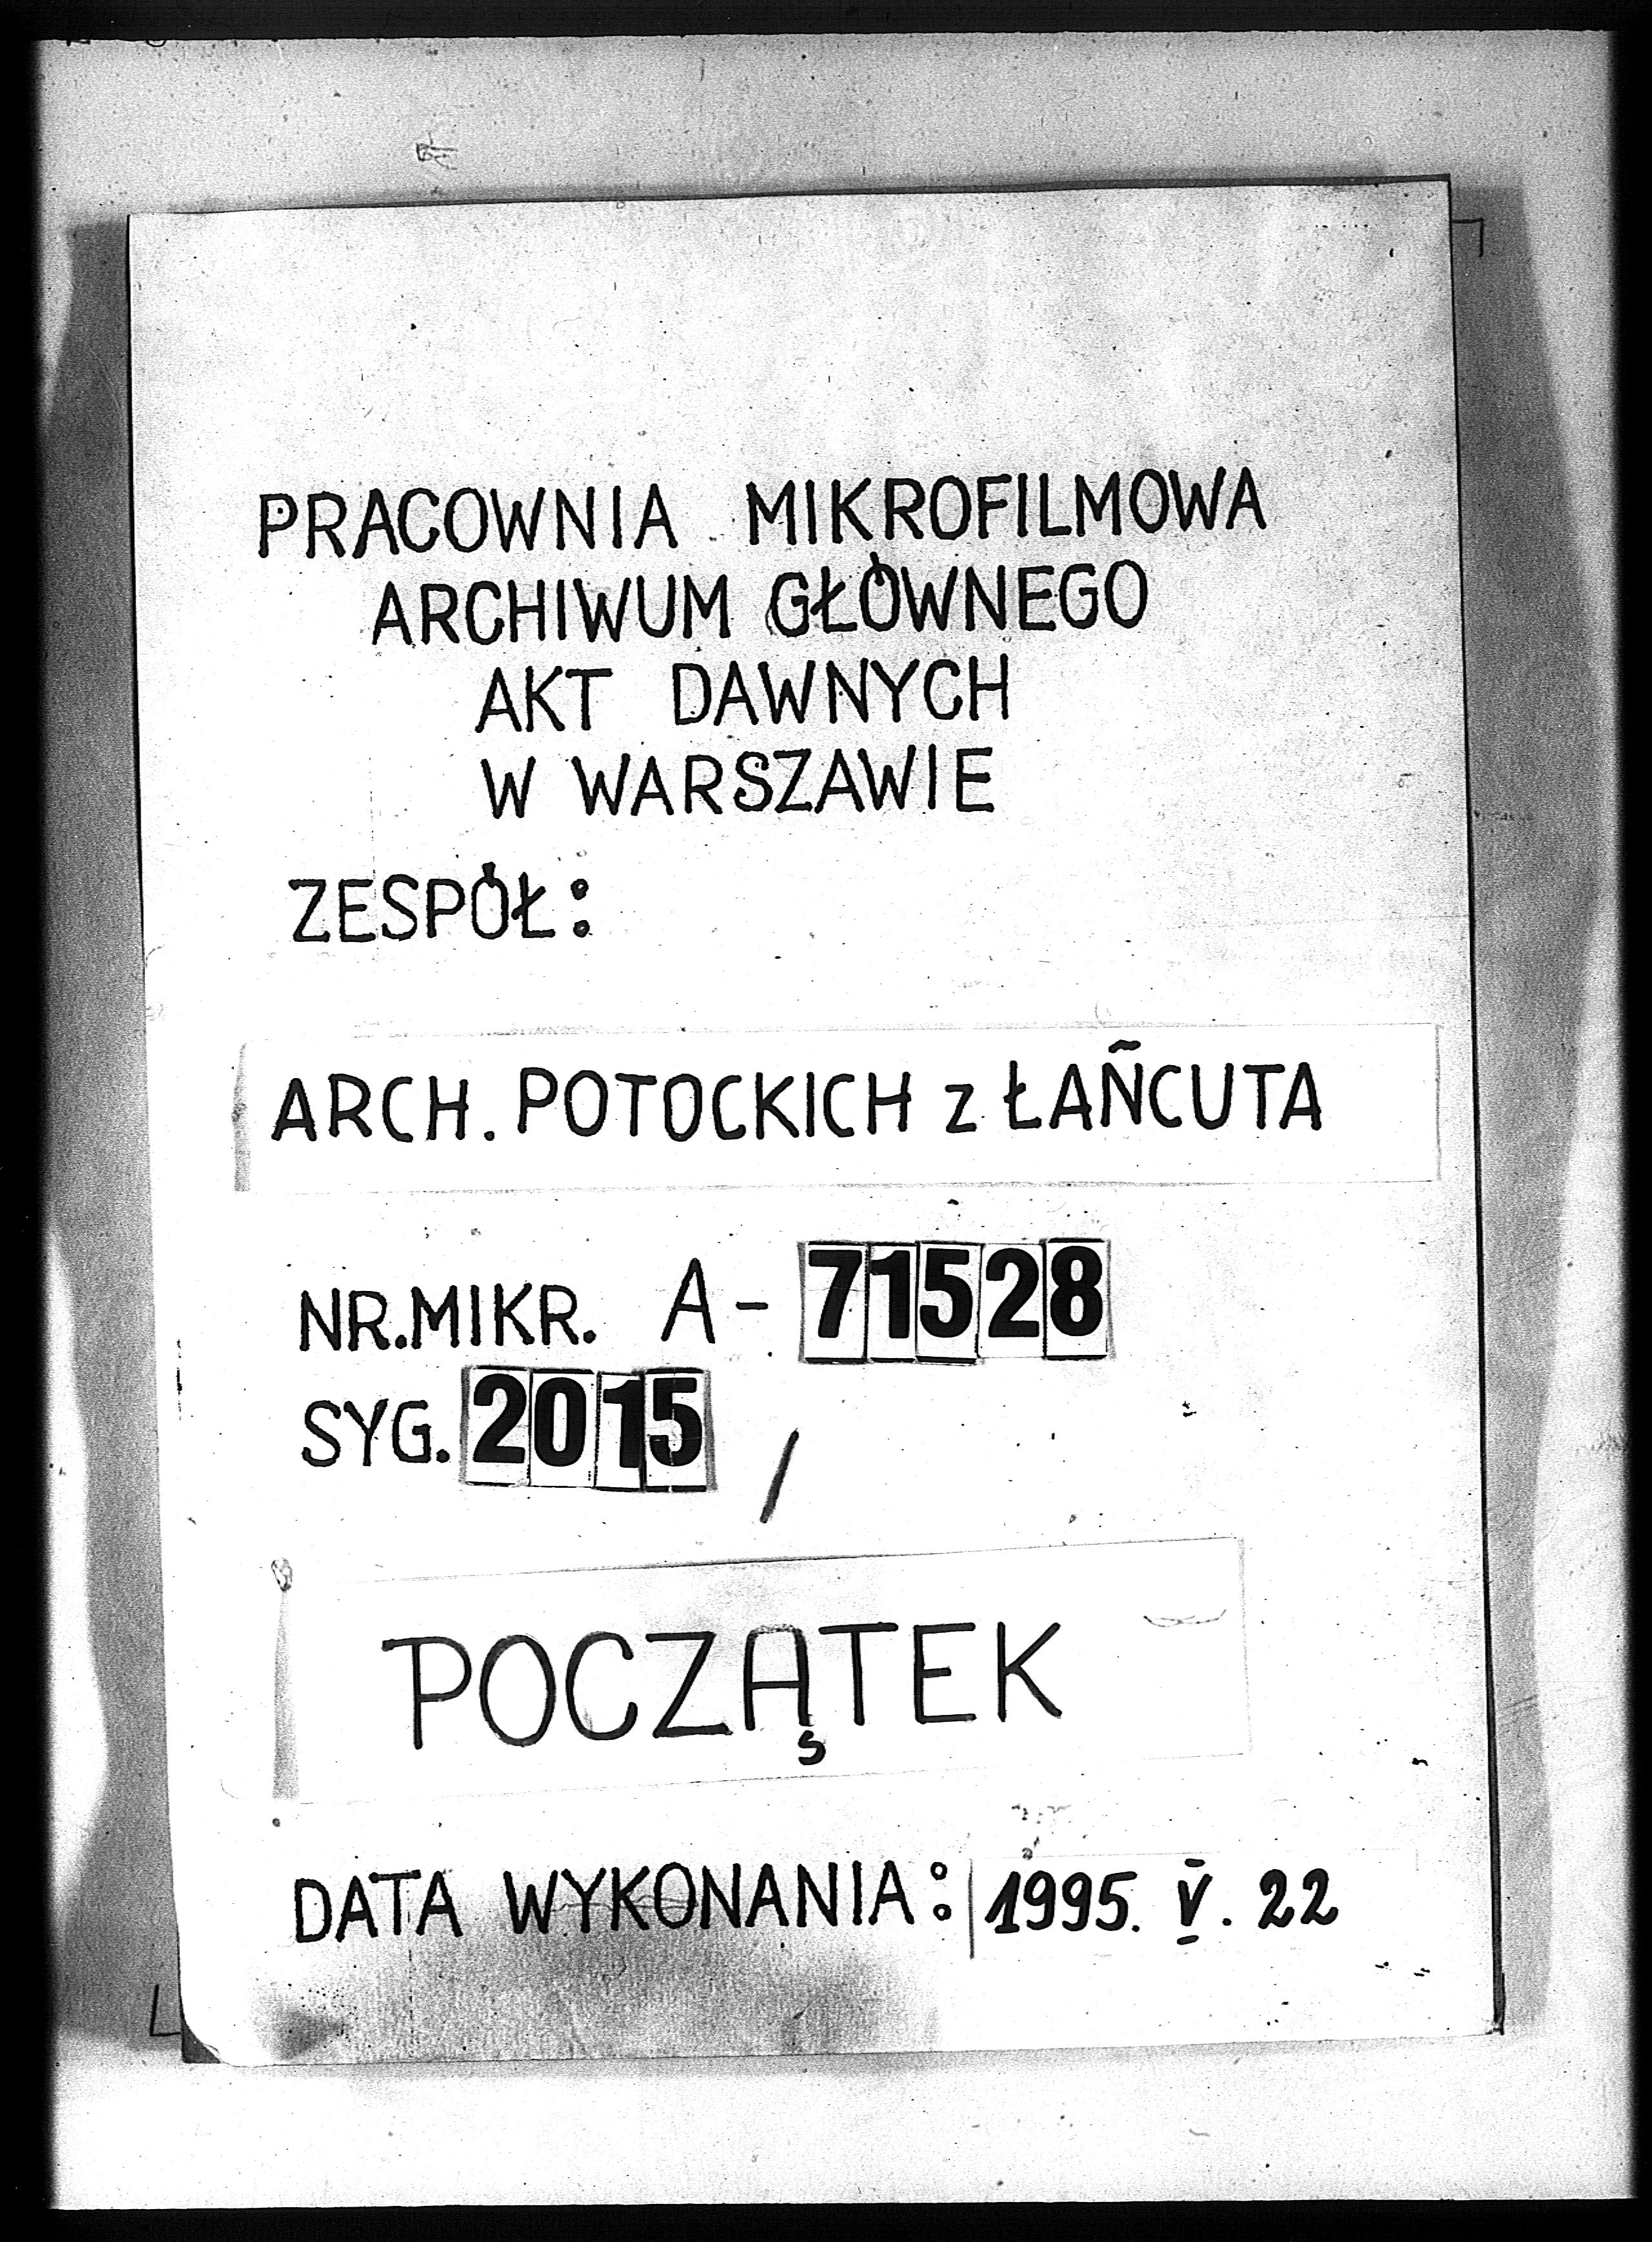 PRACOWNIA MIKROFILMOWA
ARCHIWUM GŁÓWNEGO
AKT DAWNYCH
W WARSZAWIE
ZESPÓŁ:
ARCH. POTOCKICH z ŁAŃCUTA
NR.MIKR. A-71528
SYG. 2015 /
POCZĄTEK
DATA WYKONANIA: 1995. V. 22